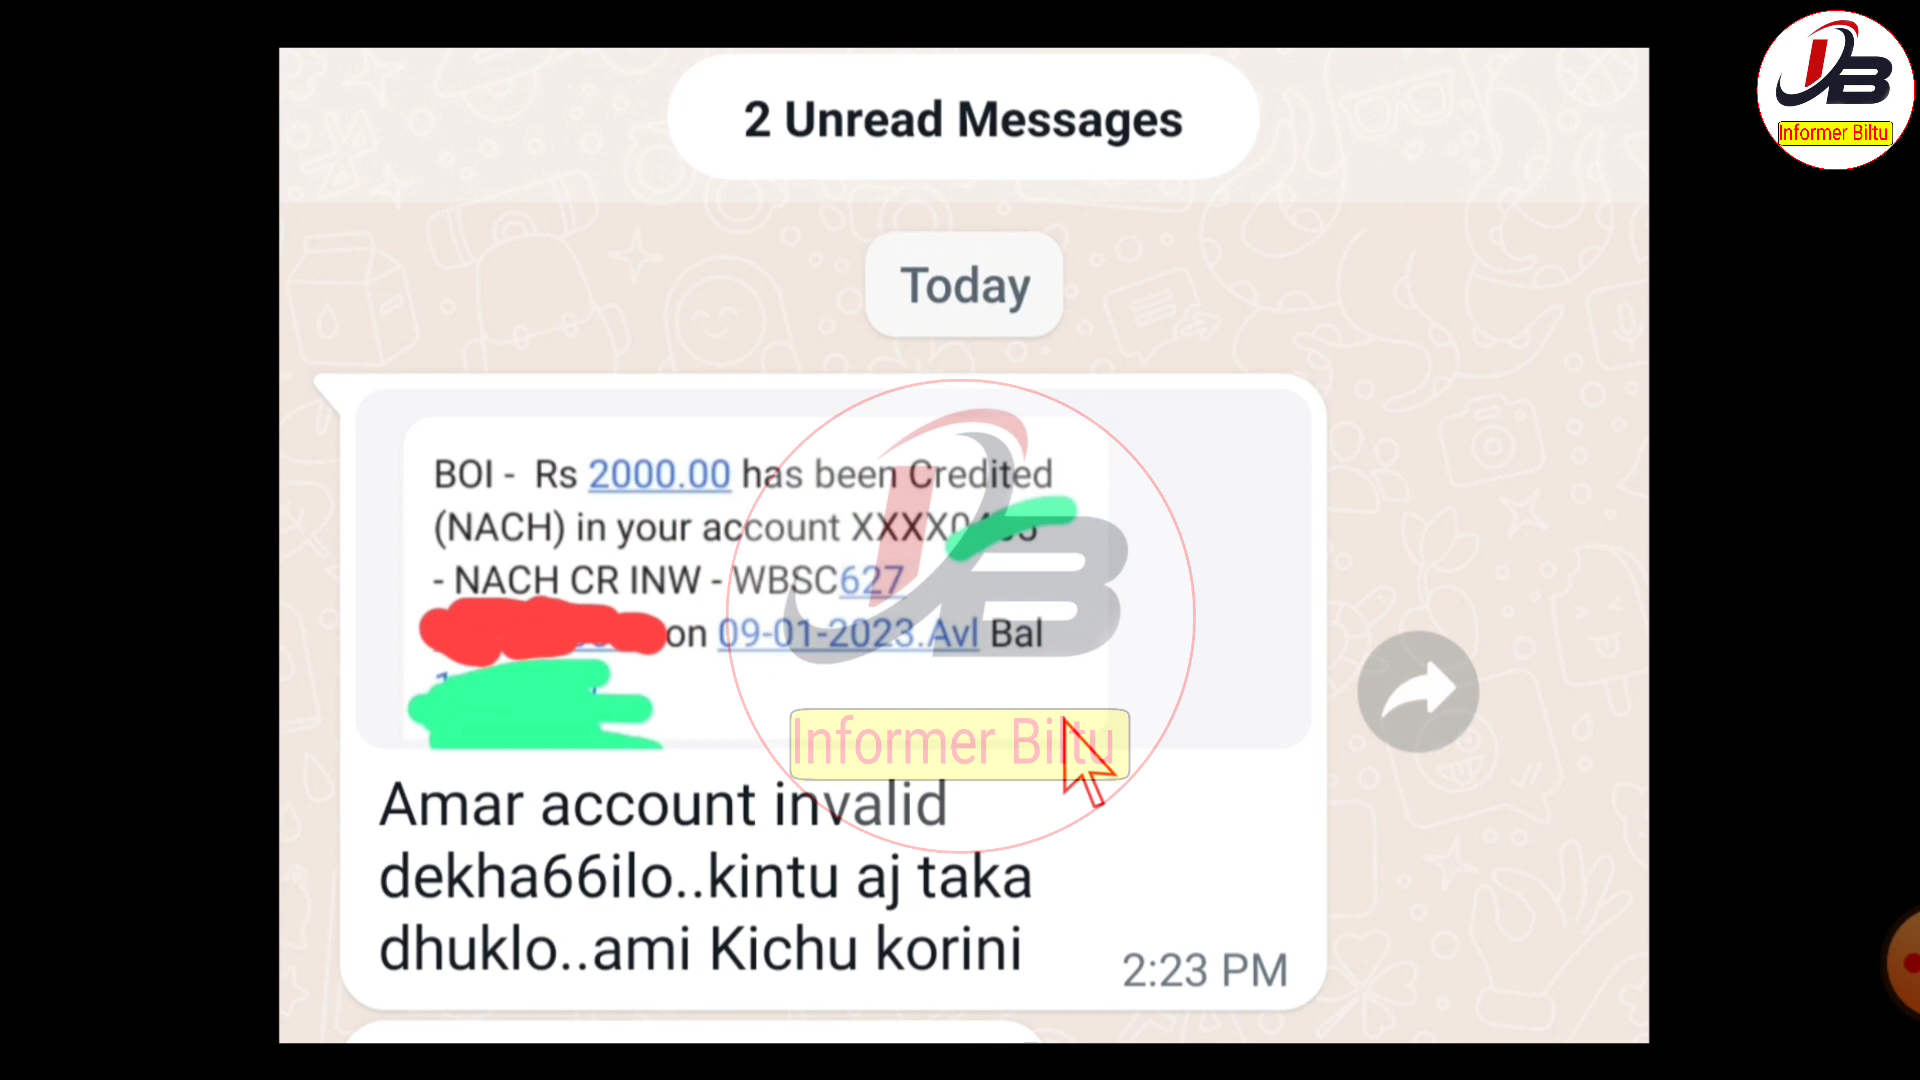 Informer Biltu
2 Unread Messages
Today
BOI - Rs 2000.00 has been Credited
(NACH) in your account
- NACH CR INW - WBSC627
on 09-01-2023.Avl Bal
Informer Biltu
Amar account invalid
dekha66ilo..kintu aj taka
dhuklo..ami Kichu korini
2:23 PM